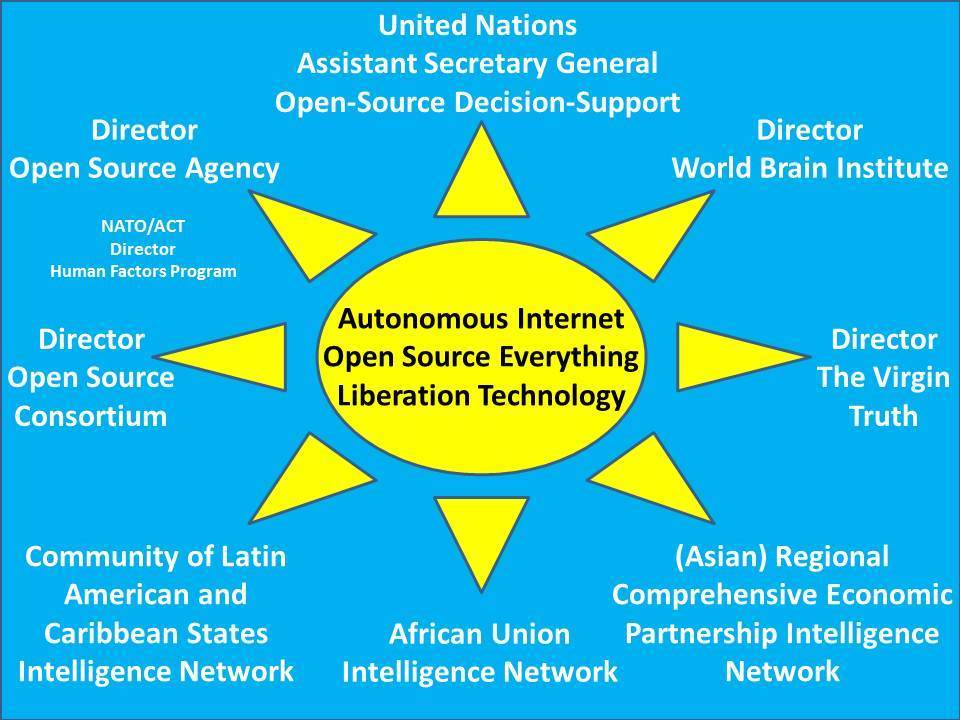 United Nations
Assistant Secretary General
Open-Source Decision-Support
Director
Open Source Agency
Director
World Brain Institute
NATO/ACT
Director
Human Factors Program
Autonomous Internet
Open Source Everything
Liberation Technology
Director
Open Source
Consortium
Director
The Virgin
Truth
Community of Latin
American and
Caribbean States
Intelligence Network
African Union
Intelligence Network
(Asian) Regional
Comprehensive Economic
Partnership Intelligence
Network